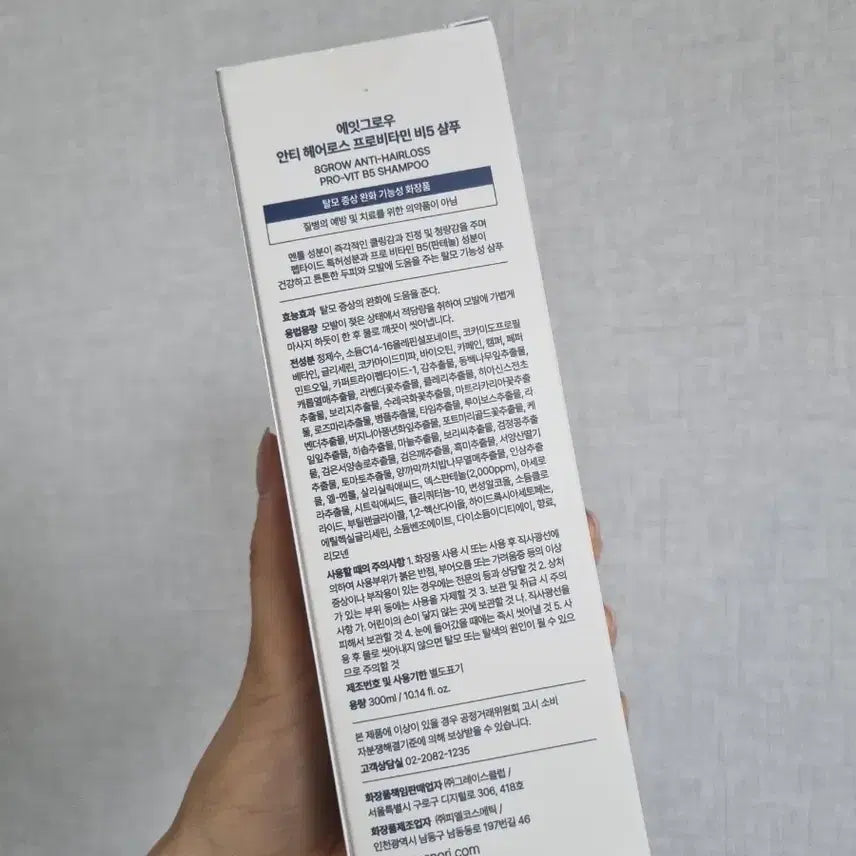 에잇그로우
안티 헤어로스 프로비타민 비5 샴푸
8GROW ANTI-HAIRLOSS
PRO-VIT B5 SHAMPOO
탈모 증상 완화 기능성 화장품
질병의 예방 및 치료를 위한 의약품이 아님
멘톨 성분이 즉각적인 쿨링감과 진정 및 청량감을 주며
펩타이드 특허성분과 프로 비타민 B5(판테놀) 성분이
건강하고 튼튼한 두피와 모발에 도움을 주는 탈모 기능성 샴푸
효능효과 탈모 증상의 완화에 도움을 준다.
용법용량 모발이 젖은 상태에서 적당량을 취하여 모발에 가볍게
마사지 하듯이 한 후 물로 깨끗이 씻어냅니다.
전성분 정제수, 소듐C14-16올레핀설포네이트, 코카미도프로필
베타인, 글리세린, 코카마이드미파, 바이오틴, 카페인, 캠퍼, 페퍼
민트오일, 카퍼트라이펩타이드-1, 감추출물, 동백나무잎추출물,
캐롭열매추출물, 라벤더꽃추출물, 클레리추출물, 히아신스전초
추출물, 보리지추출물, 수레국화꽃추출물, 마트리카리아꽃추출
물, 로즈마리추출물, 병풀추출물, 타임추출물, 루이보스추출물, 라
벤더추출물, 버지니아풍년화잎추출물, 포트마리골드꽃추출물, 케
일잎추출물, 하숍추출물, 마늘추출물, 보리씨추출물, 검정콩추출
물, 검은서양송로추출물, 검은깨추출물, 흑미추출물, 서양산딸기
추출물, 토마토추출물, 양까막까치밥나무열매추출물, 인삼추출
물, 엘-멘톨, 살리실릭애씨드, 덱스판테놀(2,000ppm), 아세로
라추출물, 시트릭애씨드, 폴리쿼터늄-10, 변성알코올, 소듐클로
라이드, 부틸렌글라이콜, 1,2-헥산다이올, 하이드록시아세토페논,
에틸헥실글리세린, 소듐벤조에이트, 다이소듐이디티에이, 향료,
리모넨
사용할 때의 주의사항 1. 화장품 사용 시 또는 사용 후 직사광선에
의하여 사용부위가 붉은 반점, 부어오름 또는 가려움증 등의 이상
증상이나 부작용이 있는 경우에는 전문의 등과 상담할 것 2. 상처
가 있는 부위 등에는 사용을 자제할 것 3. 보관 및 취급 시 주의
사항 가. 어린이의 손이 닿지 않는 곳에 보관할 것 나. 직사광선을
피해서 보관할 것 4. 눈에 들어갔을 때에는 즉시 씻어낼 것 5. 사
용 후 물로 씻어내지 않으면 탈모 또는 탈색의 원인이 될 수 있으
므로 주의할 것
제조번호 및 사용기한 별도표기
용량 300ml / 10.14 fl. oz.
본 제품에 이상이 있을 경우 공정거래위원회 고시 소비
자분쟁해결기준에 의해 보상받을 수 있습니다.
고객상담실 02-2082-1235
화장품책임판매업자 ㈜그레이스클럽 /
서울특별시 구로구 디지털로 306, 418호
화장품제조업자 ㈜피엘코스메틱 /
인천광역시 남동구 남동동로 197번길 46